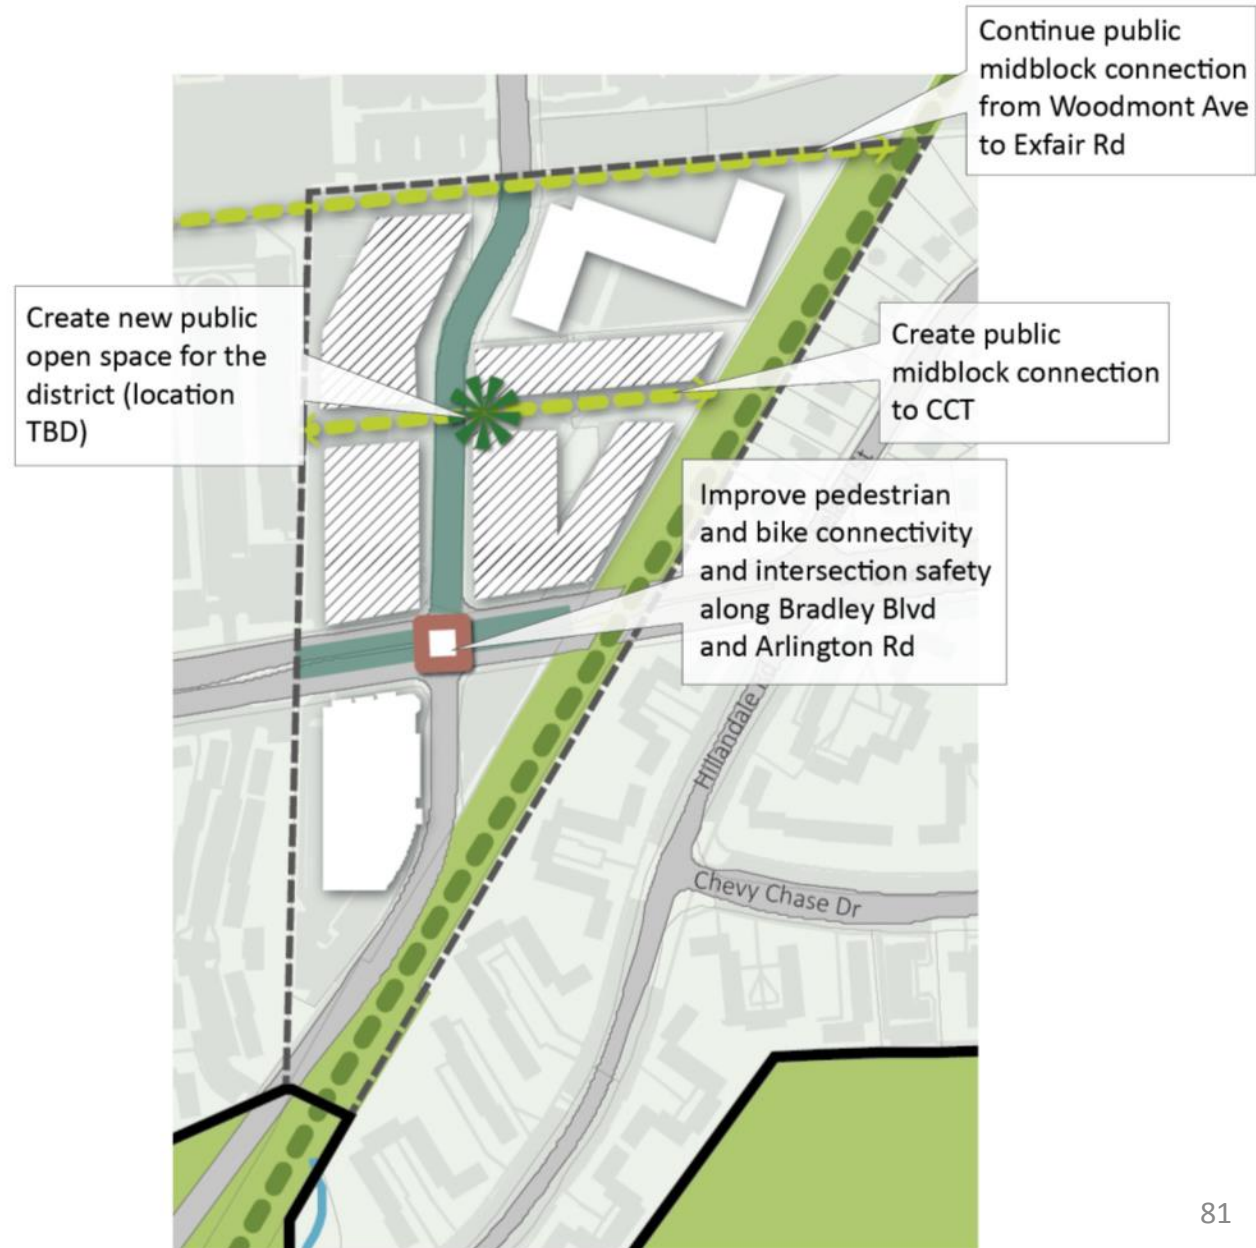 Continue public
midblock connection
from Woodmont Ave
to Exfair Rd
Create new public
open space for the
district (location
TBD)
Create public
midblock connection
to CCT
Improve pedestrian
and bike connectivity
and intersection safety
along Bradley Blvd
and Arlington Rd
Hillandale Rd
Chevy Chase Dr
81